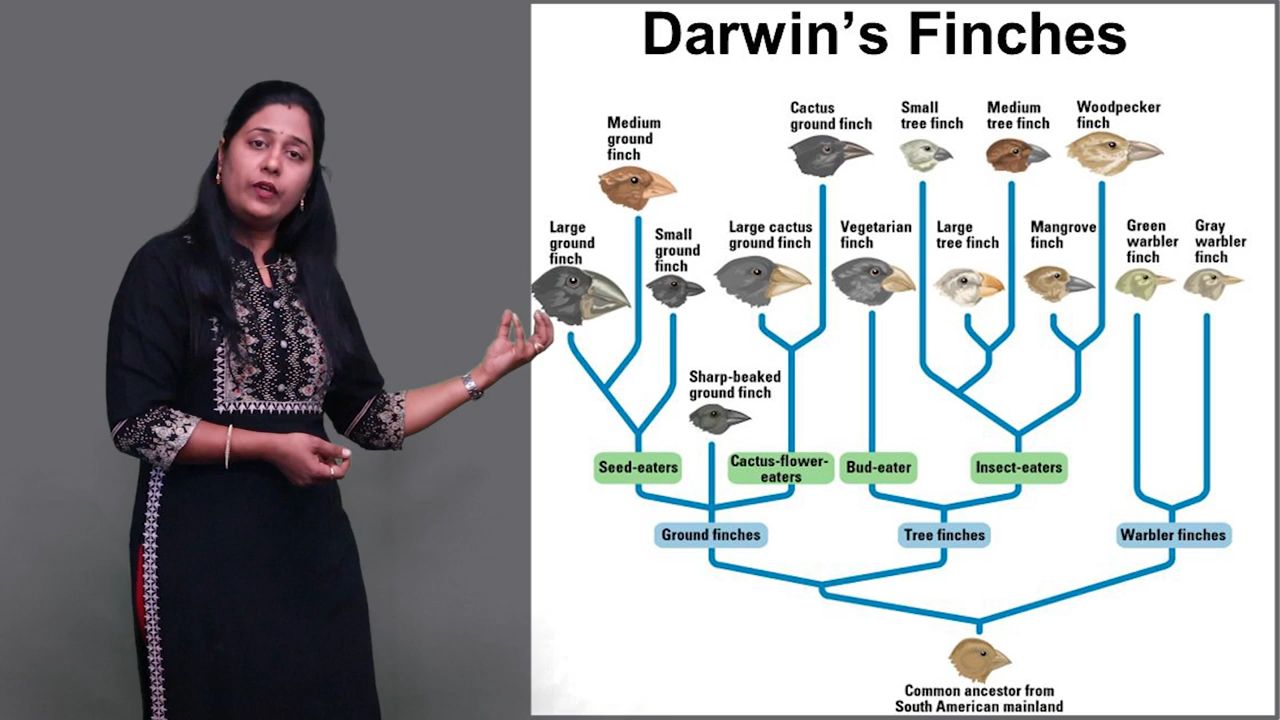 Darwin's Finches
Medium
ground
finch
Cactus
ground finch
Small
tree finch
Medium
tree finch
Woodpecker
finch
Large
ground
finch
Small
ground
finch
Large cactus
ground finch
Vegetarian
finch
Large
tree finch
Mangrove
finch
Green
warbler
finch
Gray
warbler
finch
Sharp-beaked
ground finch
Seed-eaters
Cactus-flower-
eaters
Bud-eater
Insect-eaters
Ground finches
Tree finches
Warbler finches
Common ancestor from
South American mainland